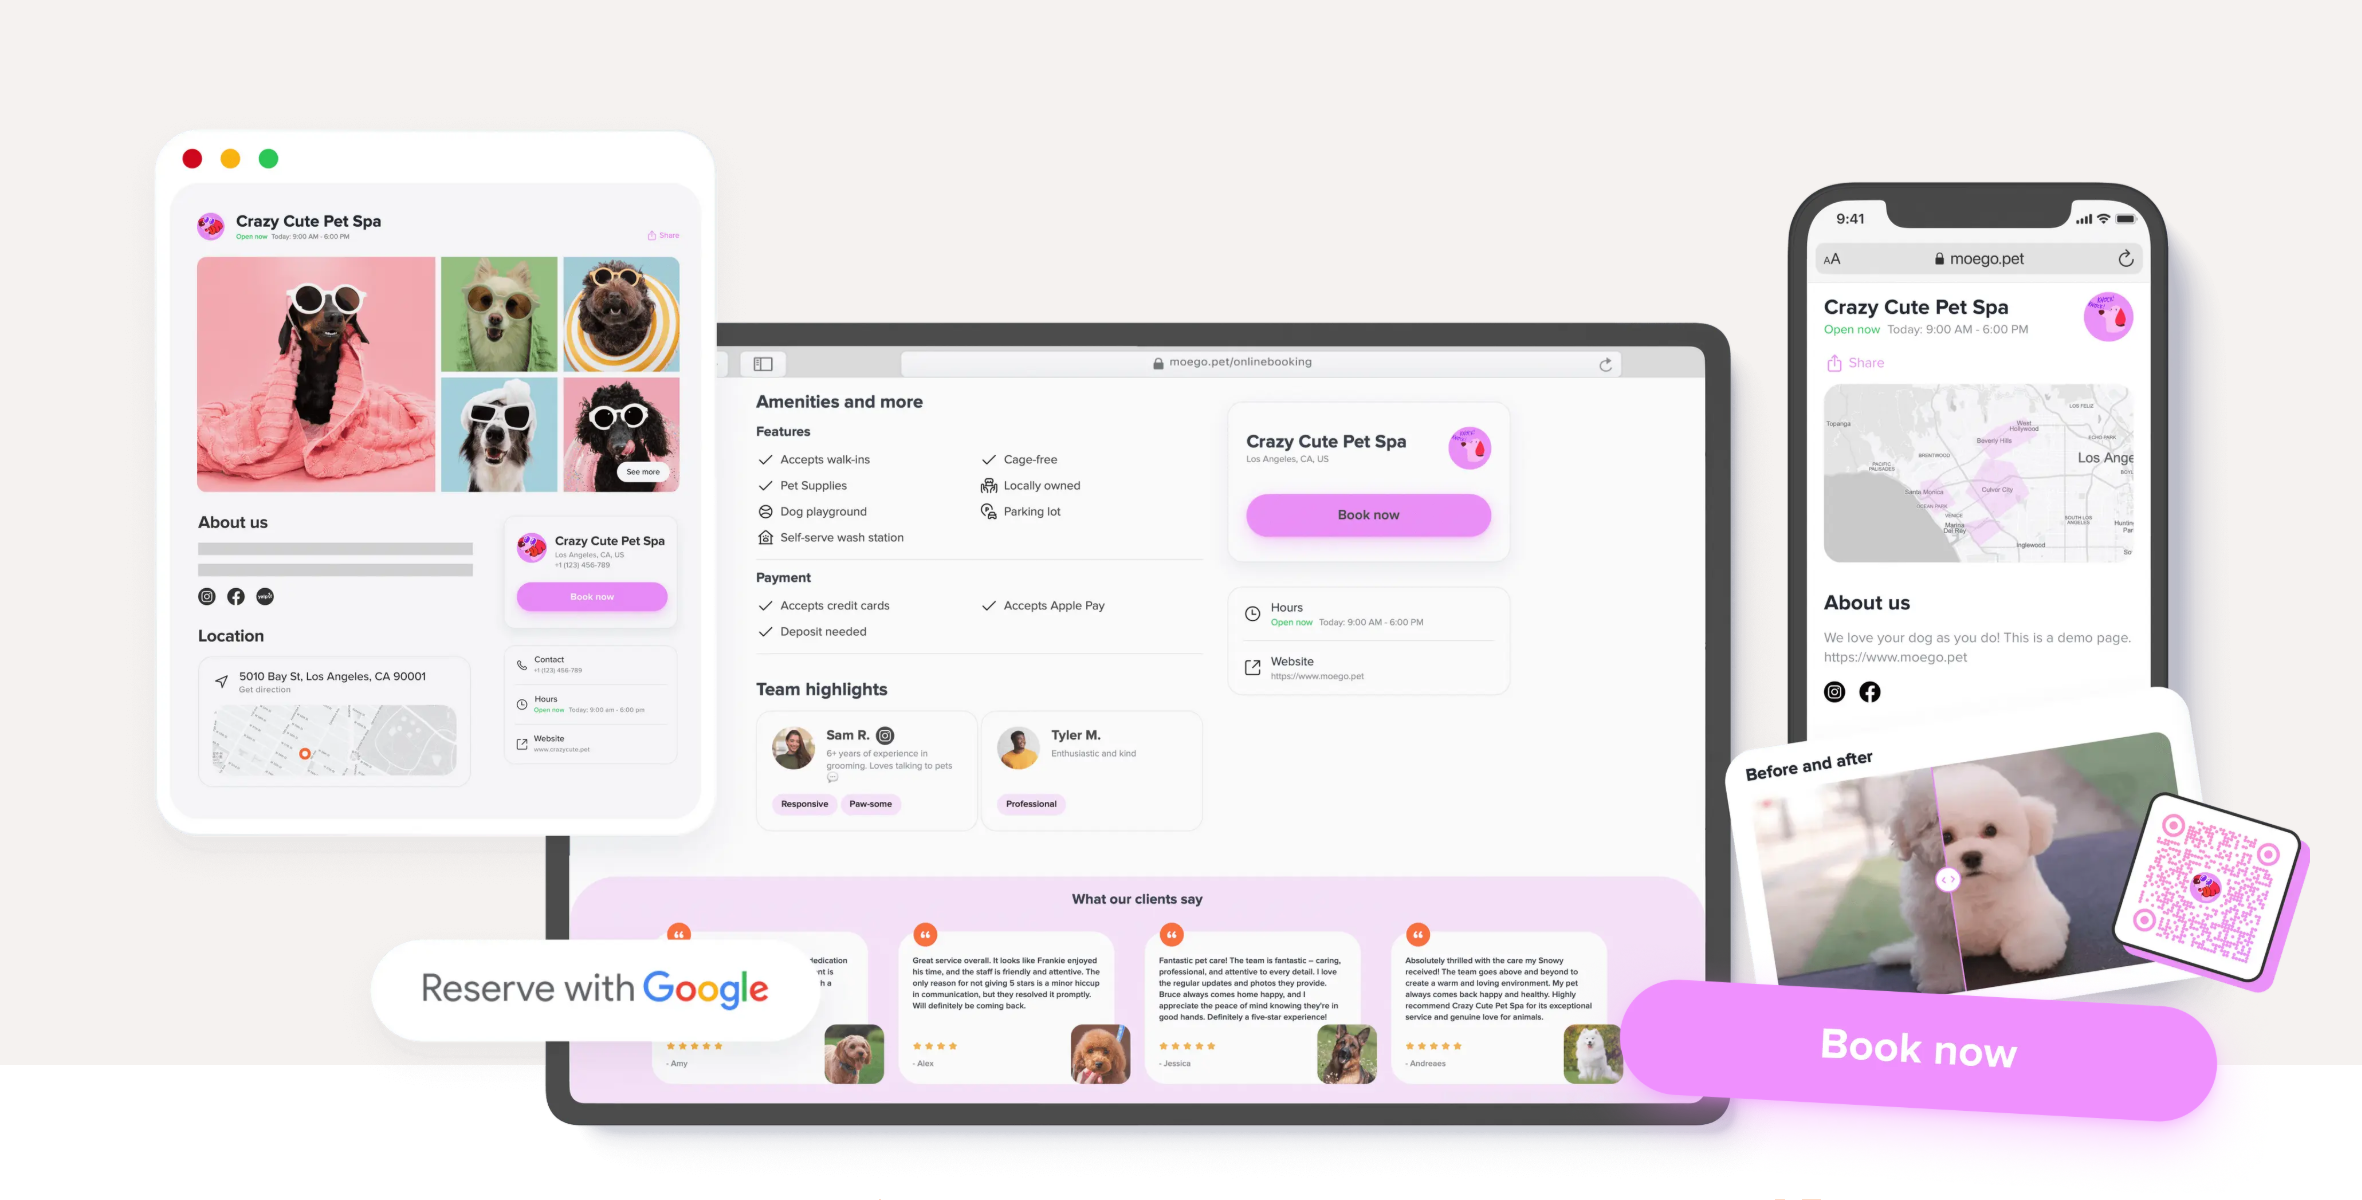 Crazy Cute Pet Spa
Open now Today: 9:00 AM - 6:00 PM
Share
See more
About us
Crazy Cute Pet Spa
Los Angeles, CA, US
+1 (123) 456-789
Book now
Location
5010 Bay St, Los Angeles, CA 90001
Get direction
Contact
+1 (123) 456-789
Hours
Open now Today: 9:00 am - 6:00 pm
Website
www.crazycute.pet
moego.pet/onlinebooking
Amenities and more
Features
Accepts walk-ins
Cage-free
Pet Supplies
Locally owned
Dog playground
Parking lot
Self-serve wash station
Payment
Accepts credit cards
Accepts Apple Pay
Deposit needed
Team highlights
Sam R.
6+ years of experience in
grooming. Loves talking to pets
Responsive
Paw-some
Tyler M.
Enthusiastic and kind
Professional
Crazy Cute Pet Spa
Los Angeles, CA, US
Book now
Hours
Open now Today: 9:00 AM - 6:00 PM
Website
https://www.moego.pet
What our clients say
Reserve with Google
- Amy
Great service overall. It looks like Frankie enjoyed
his time, and the staff is friendly and attentive. The
only reason for not giving 5 stars is a minor hiccup
in communication, but they resolved it promptly.
Will definitely be coming back.
- Alex
Fantastic pet care! The team is fantastic – caring,
professional, and attentive to every detail. I love
the regular updates and photos they provide.
Bruce always comes home happy, and I
appreciate the peace of mind knowing they're in
good hands. Definitely a five-star experience!
- Jessica
Absolutely thrilled with the care my Snowy
received! The team goes above and beyond to
create a warm and loving environment. My pet
always comes back happy and healthy. Highly
recommend Crazy Cute Pet Spa for its exceptional
service and genuine love for animals.
- Andreaes
9:41
AA
moego.pet
Crazy Cute Pet Spa
Open now Today: 9:00 AM - 6:00 PM
Share
LOS FELIZ
Topanga
West
Hollywood
Beverly Hills
ECHO PARK
BRENTWOOD
Los Ange
PACIFIC
PALISADES
Santa Monica
Culver City
OCEAN PARK
VENICE
SOUTH LOS
ANGELES
Marina
Del Rey
Inglewood
About us
We love your dog as you do! This is a demo page.
https://www.moego.pet
Before and after
Book now